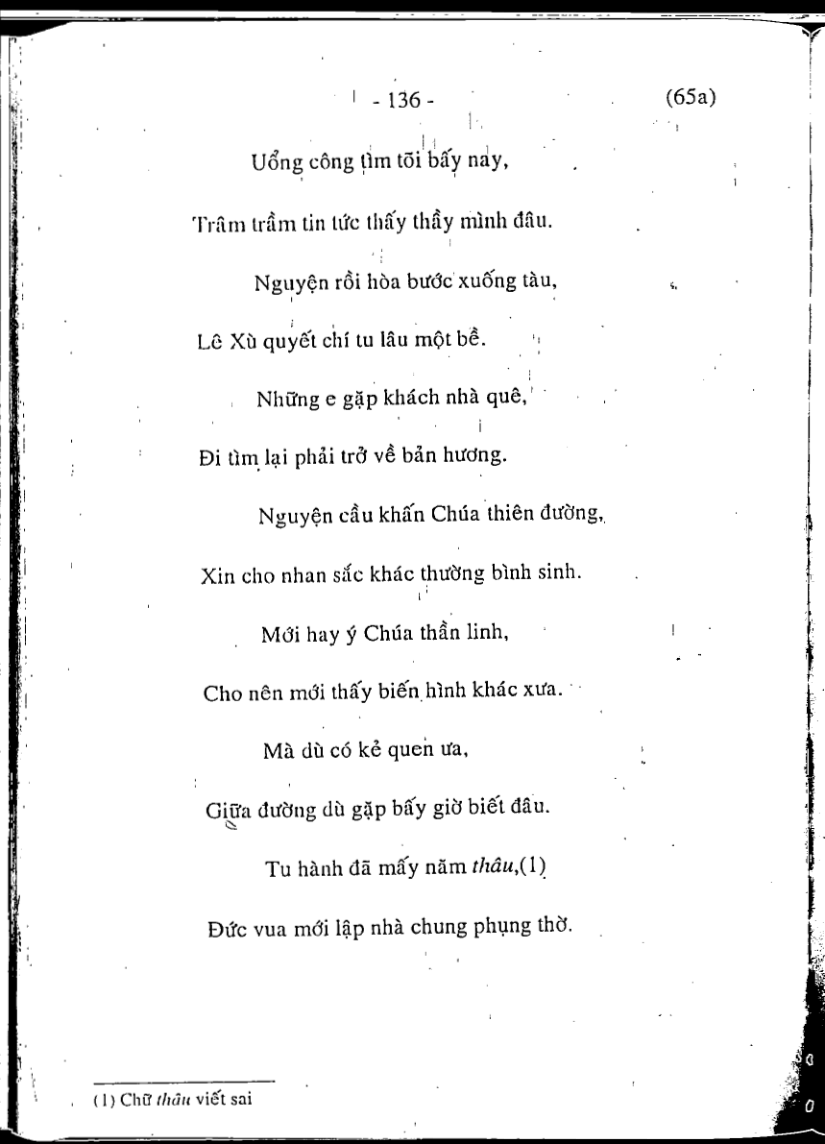 - 136 -
(65a)
Uổng công tìm tõi bấy nay,
Trâm trầm tin tức thấy thầy mình đâu.
Nguyện rồi hòa bước xuống tàu,
Lê Xù quyết chí tu lâu một bề.
Những e gặp khách nhà quê,
Đi tìm lại phải trở về bản hương.
Nguyện cầu khấn Chúa thiên đường,
Xin cho nhan sắc khác thường bình sinh.
Mới hay ý Chúa thần linh,
Cho nên mới thấy biến hình khác xưa.
Mà dù có kẻ quen ưa,
Giữa đường dù gặp bấy giờ biết đâu.
Tu hành đã mấy năm thâu,(1)
Đức vua mới lập nhà chung phụng thờ.
(1) Chữ thâu viết sai